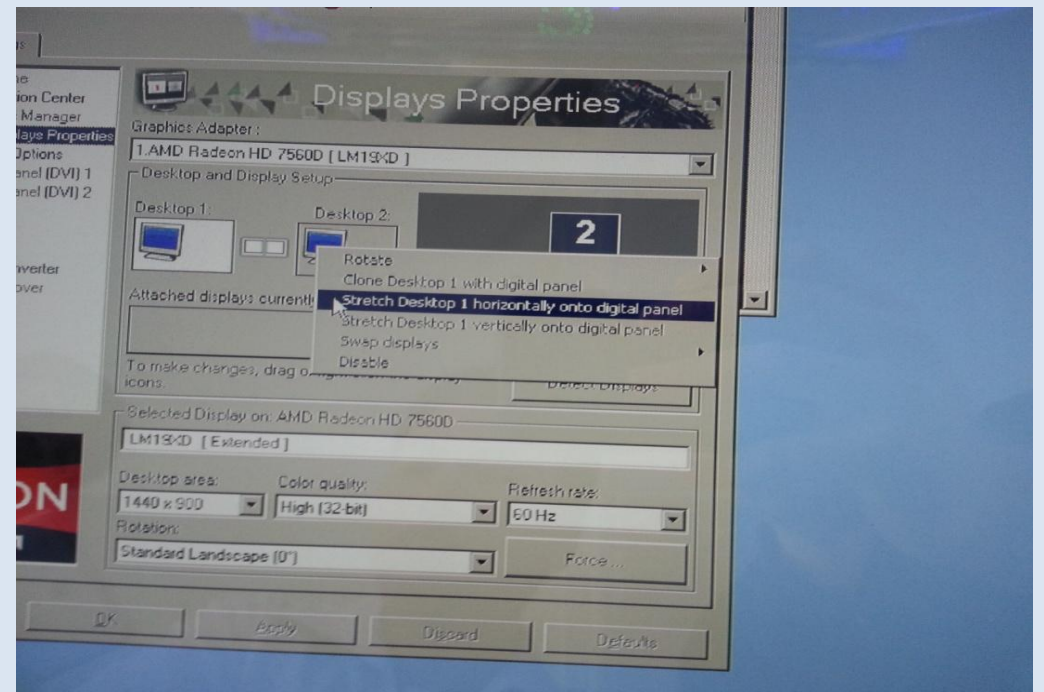 ion Center
Manager
lays Properties
Options
anel (DVI) 1
anel (DVI) 2
nverter
over
ON
Displays Properties
Graphics Adapter :
1.AMD Radeon HD 7560D [ LM19XD ]
Desktop and Display Setup
Desktop 1:
Desktop 2:
2
Rotate
Clone Desktop 1 with digital panel
Stretch Desktop 1 horizontally onto digital panel
Stretch Desktop 1 vertically onto digital panel
Swap displays
Disable
Attached displays currently
To make changes, drag o
icons.
Detect Displays
Selected Display on: AMD Radeon HD 7560D
LM19XD [ Extended ]
Desktop area:
Color quality:
Refresh rate:
1440 x 900
High (32-bit)
60 Hz
Rotation:
Standard Landscape (0°)
Force ...
OK
Apply
Discard
Defaults